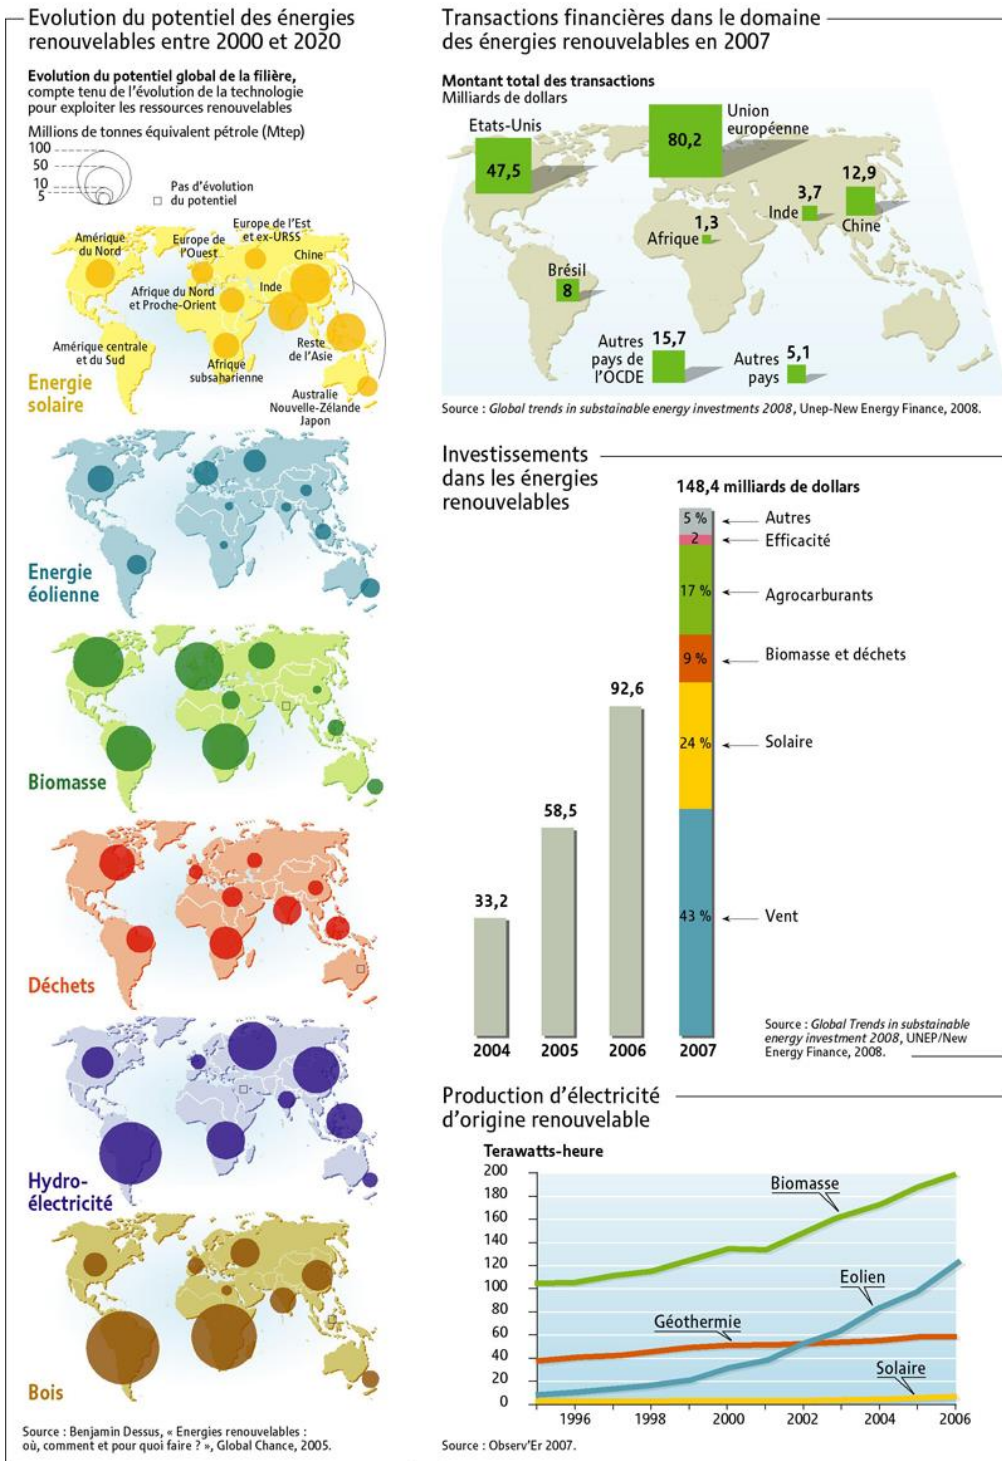 Evolution du potentiel des énergies
renouvelables entre 2000 et 2020
Evolution du potentiel global de la filière,
compte tenu de l'évolution de la technologie
pour exploiter les ressources renouvelables
Millions de tonnes équivalent pétrole (Mtep)
100
50
10
5
Pas d'évolution
du potentiel
Amérique
du Nord
Europe de
l'Ouest
Europe de l'Est
et ex-URSS
Chine
Afrique du Nord
et Proche-Orient
Inde
Amérique centrale
et du Sud
Afrique
subsaharienne
Reste
de l'Asie
Australie
Nouvelle-Zélande
Japon
Energie
solaire
Energie
éolienne
Biomasse
Déchets
Hydro-
électricité
Bois
Source : Benjamin Dessus, « Energies renouvelables :
où, comment et pour quoi faire ? », Global Chance, 2005.
Transactions financières dans le domaine
des énergies renouvelables en 2007
Montant total des transactions
Milliards de dollars
Etats-Unis
47,5
Union
européenne
80,2
12,9
Chine
3,7
Inde
1,3
Afrique
Brésil
8
Autres
pays de
l'OCDE
15,7
Autres
pays
5,1
Source : Global trends in substainable energy investments 2008, Unep-New Energy Finance, 2008.
Investissements
dans les énergies
renouvelables
148,4 milliards de dollars
5 %
Autres
2
Efficacité
17 %
Agrocarburants
9 %
Biomasse et déchets
24 %
Solaire
43 %
Vent
33,2
58,5
92,6
2004
2005
2006
2007
Source : Global Trends in substainable
energy investment 2008, UNEP/New
Energy Finance, 2008.
Production d'électricité
d'origine renouvelable
Terawatts-heure
200
180
160
140
120
100
80
60
40
20
0
Biomasse
Eolien
Géothermie
Solaire
1996
1998
2000
2002
2004
2006
Source : Observ'Er 2007.